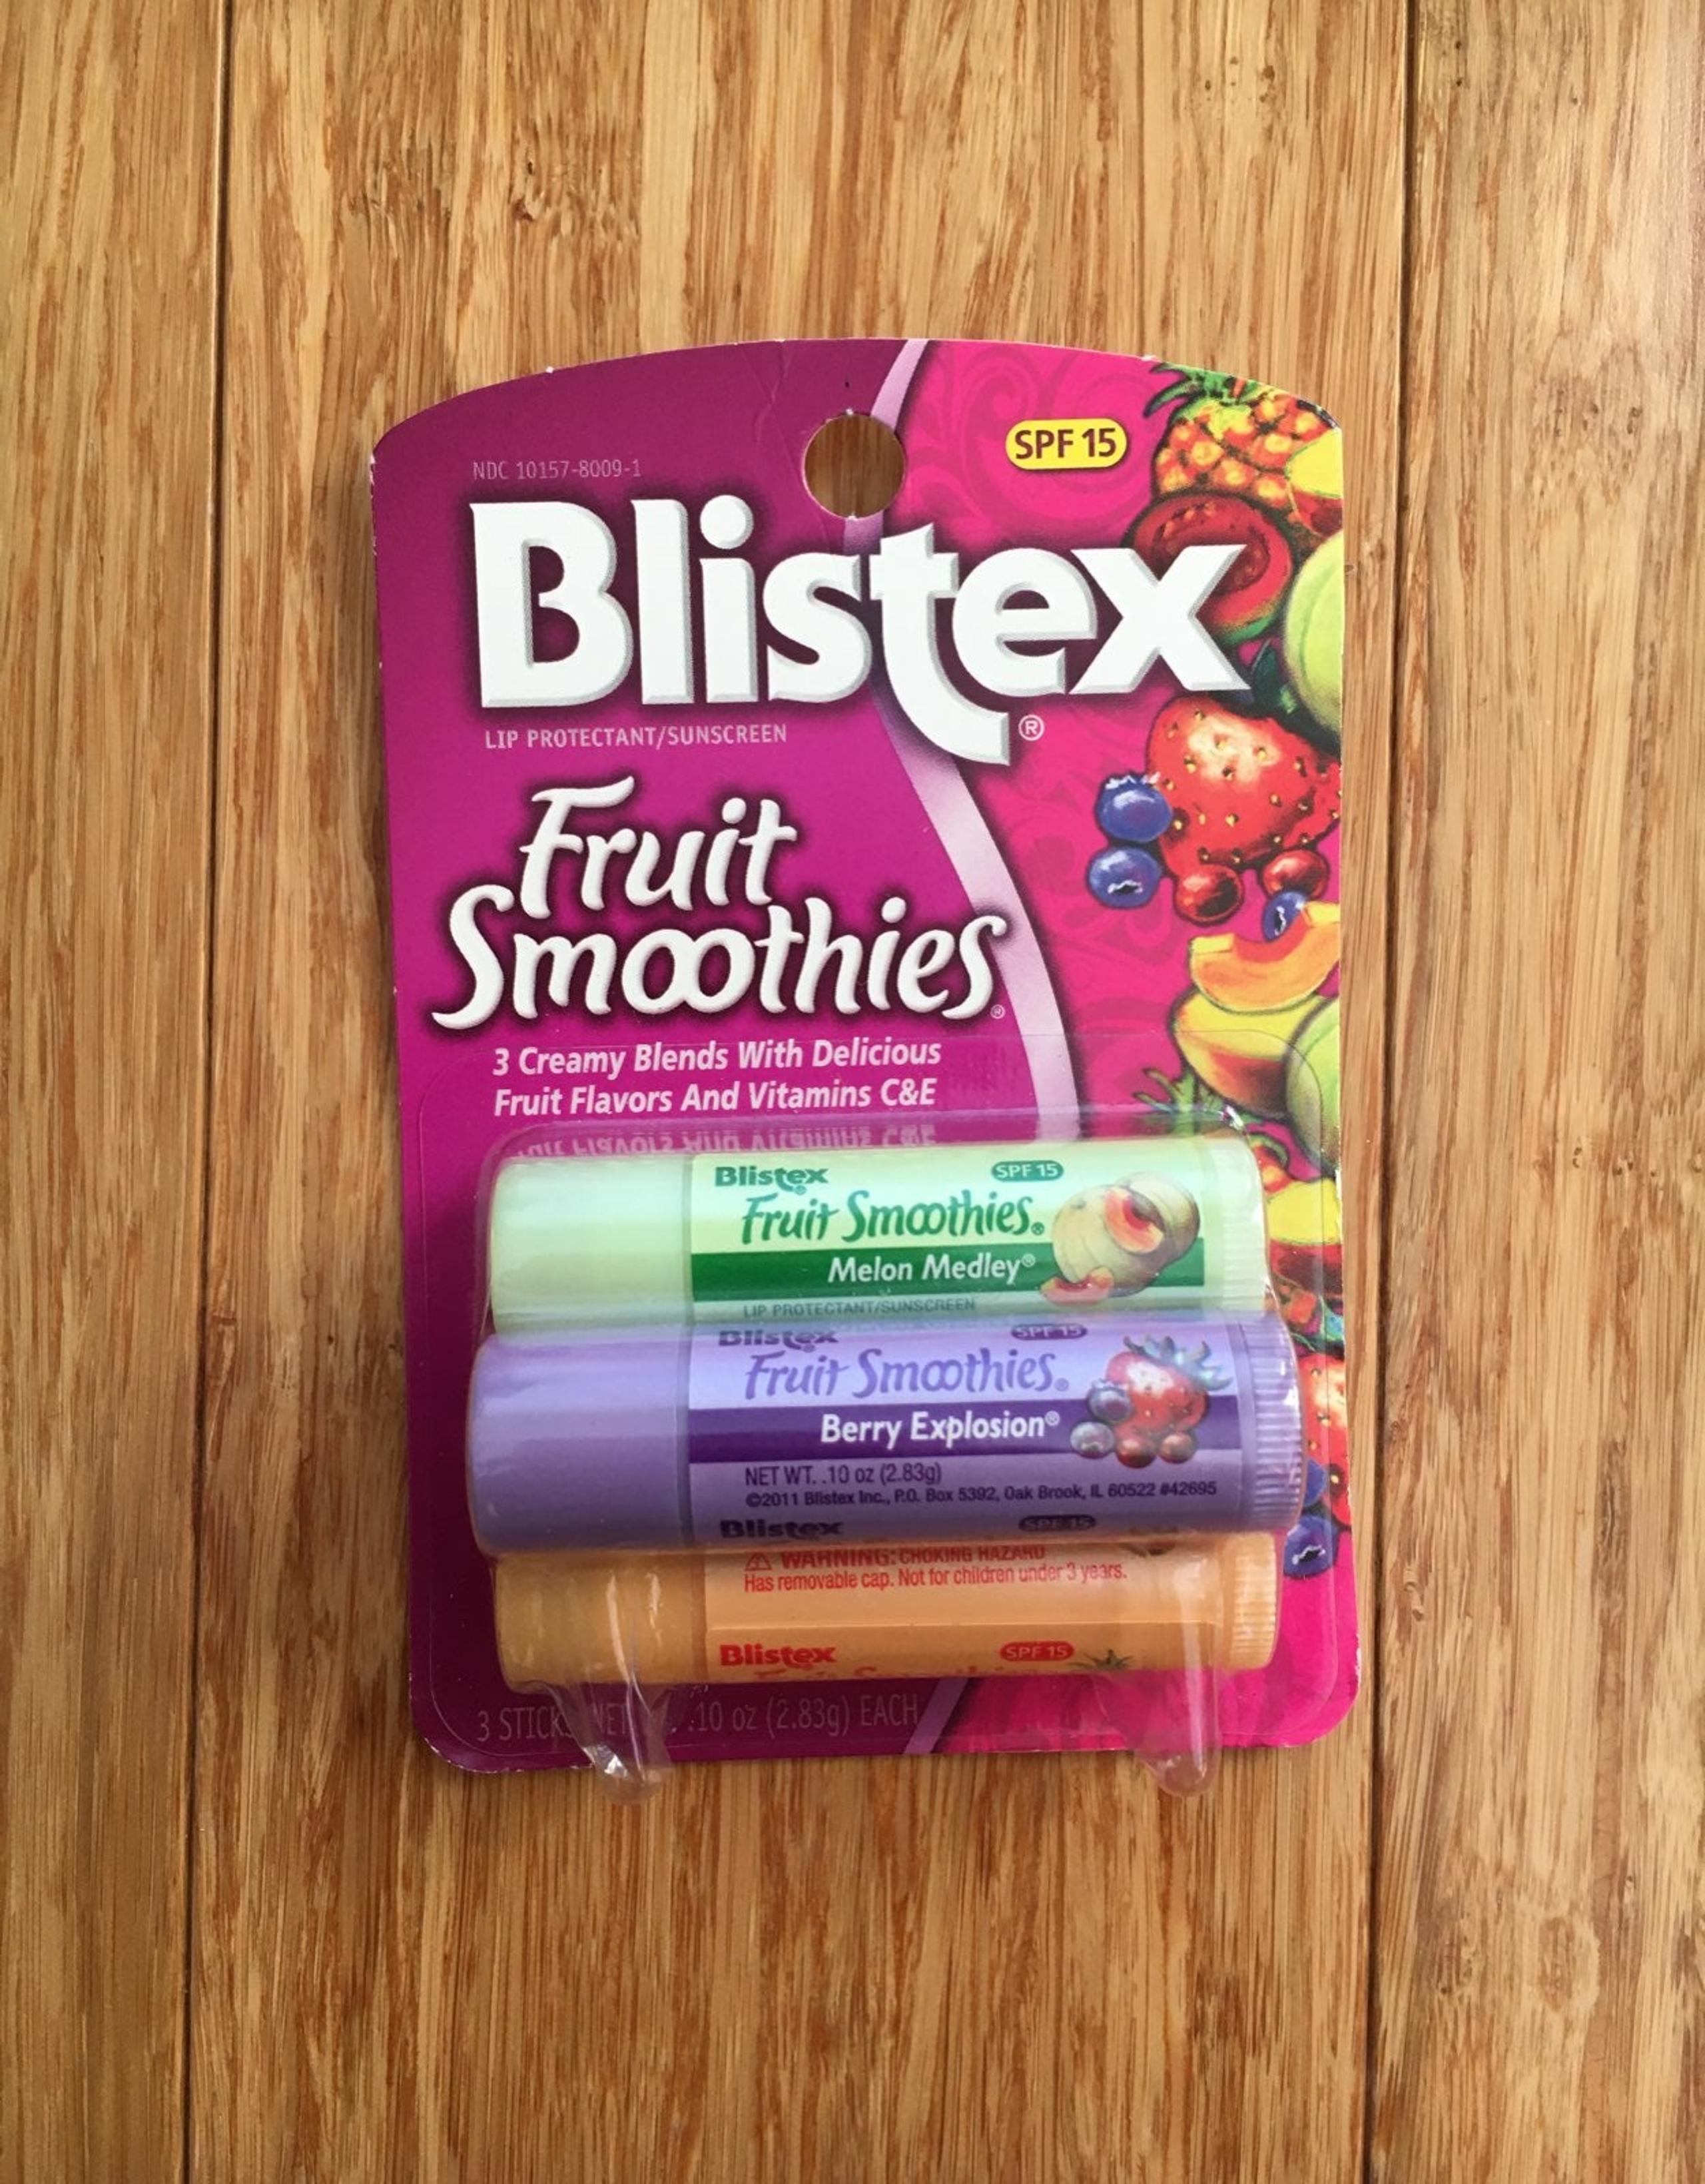 SPF 15
NDC 10157-8009-1
Blistex®
LIP PROTECTANT/SUNSCREEN
Fruit
Smoothies®
3 Creamy Blends With Delicious
Fruit Flavors And Vitamins C&E
Blistex SPF 15
Fruit Smoothies®
Melon Medley®
LIP PROTECTANT/SUNSCREEN
Blistex SPF 15
Fruit Smoothies®
Berry Explosion®
NET WT. .10 oz (2.83g)
©2011 Blistex Inc., P.O. Box 5392, Oak Brook, IL 60522 #42695
Blistex SPF 15
⚠ WARNING: CHOKING HAZARD
Has removable cap. Not for children under 3 years.
Blistex SPF 15
3 STICKS NET .10 oz (2.83g) EACH